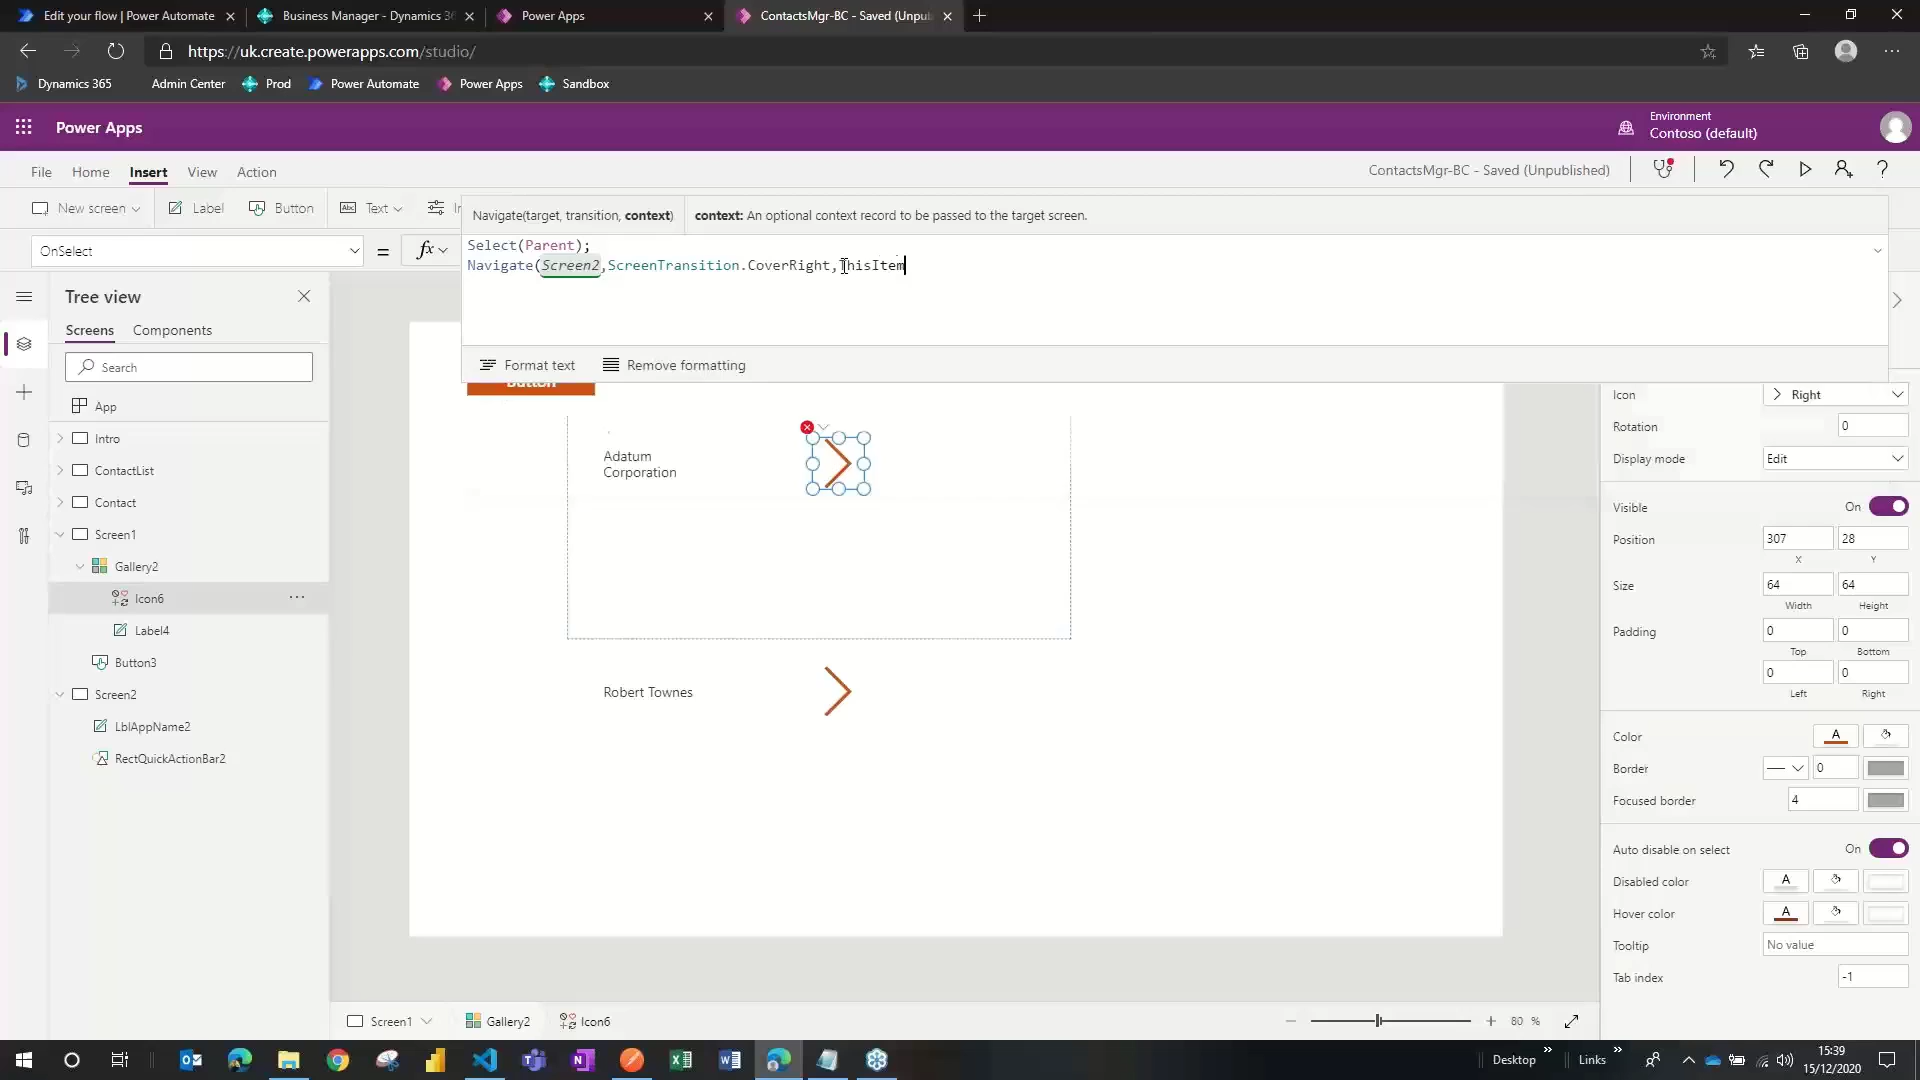 Edit your flow | Power Automate
Business Manager - Dynamics 36
Power Apps
ContactsMgr-BC - Saved (Unpubl
https://uk.create.powerapps.com/studio/
Dynamics 365
Admin Center
Prod
Power Automate
Power Apps
Sandbox
Power Apps
Environment
Contoso (default)
File
Home
Insert
View
Action
ContactsMgr-BC - Saved (Unpublished)
New screen
Label
Button
Text
Navigate(target, transition, context)
context: An optional context record to be passed to the target screen.
OnSelect
=
fx
Select(Parent);
Navigate(Screen2,ScreenTransition.CoverRight,ThisItem
Format text
Remove formatting
Tree view
Screens
Components
Search
App
Intro
ContactList
Contact
Screen1
Gallery2
Icon6
Label4
Button3
Screen2
LblAppName2
RectQuickActionBar2
Button
Adatum
Corporation
Robert Townes
Icon
Right
Rotation
0
Display mode
Edit
Visible
On
Position
307
28
X
Y
Size
64
64
Width
Height
Padding
0
0
Top
Bottom
0
0
Left
Right
Color
Border
0
Focused border
4
Auto disable on select
On
Disabled color
Hover color
Tooltip
No value
Tab index
-1
Screen1
Gallery2
Icon6
80 %
Desktop
Links
15:39
15/12/2020